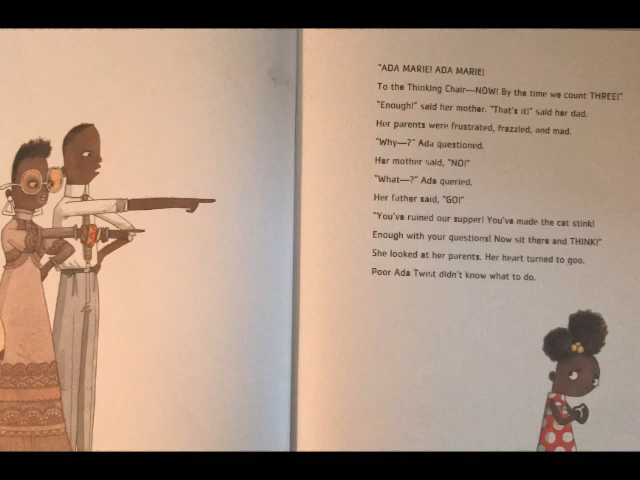 "ADA MARIE! ADA MARIE!
To the Thinking Chair—NOW! By the time we count THREE!"
"Enough!" said her mother. "That's it!" said her dad.
Her parents were frustrated, frazzled, and mad.
"Why—?" Ada questioned.
Her mother said, "NO!"
"What—?" Ada queried.
Her father said, "GO!"
"You've ruined our supper! You've made the cat stink!
Enough with your questions! Now sit there and THINK!"
She looked at her parents. Her heart turned to goo.
Poor Ada Twist didn't know what to do.